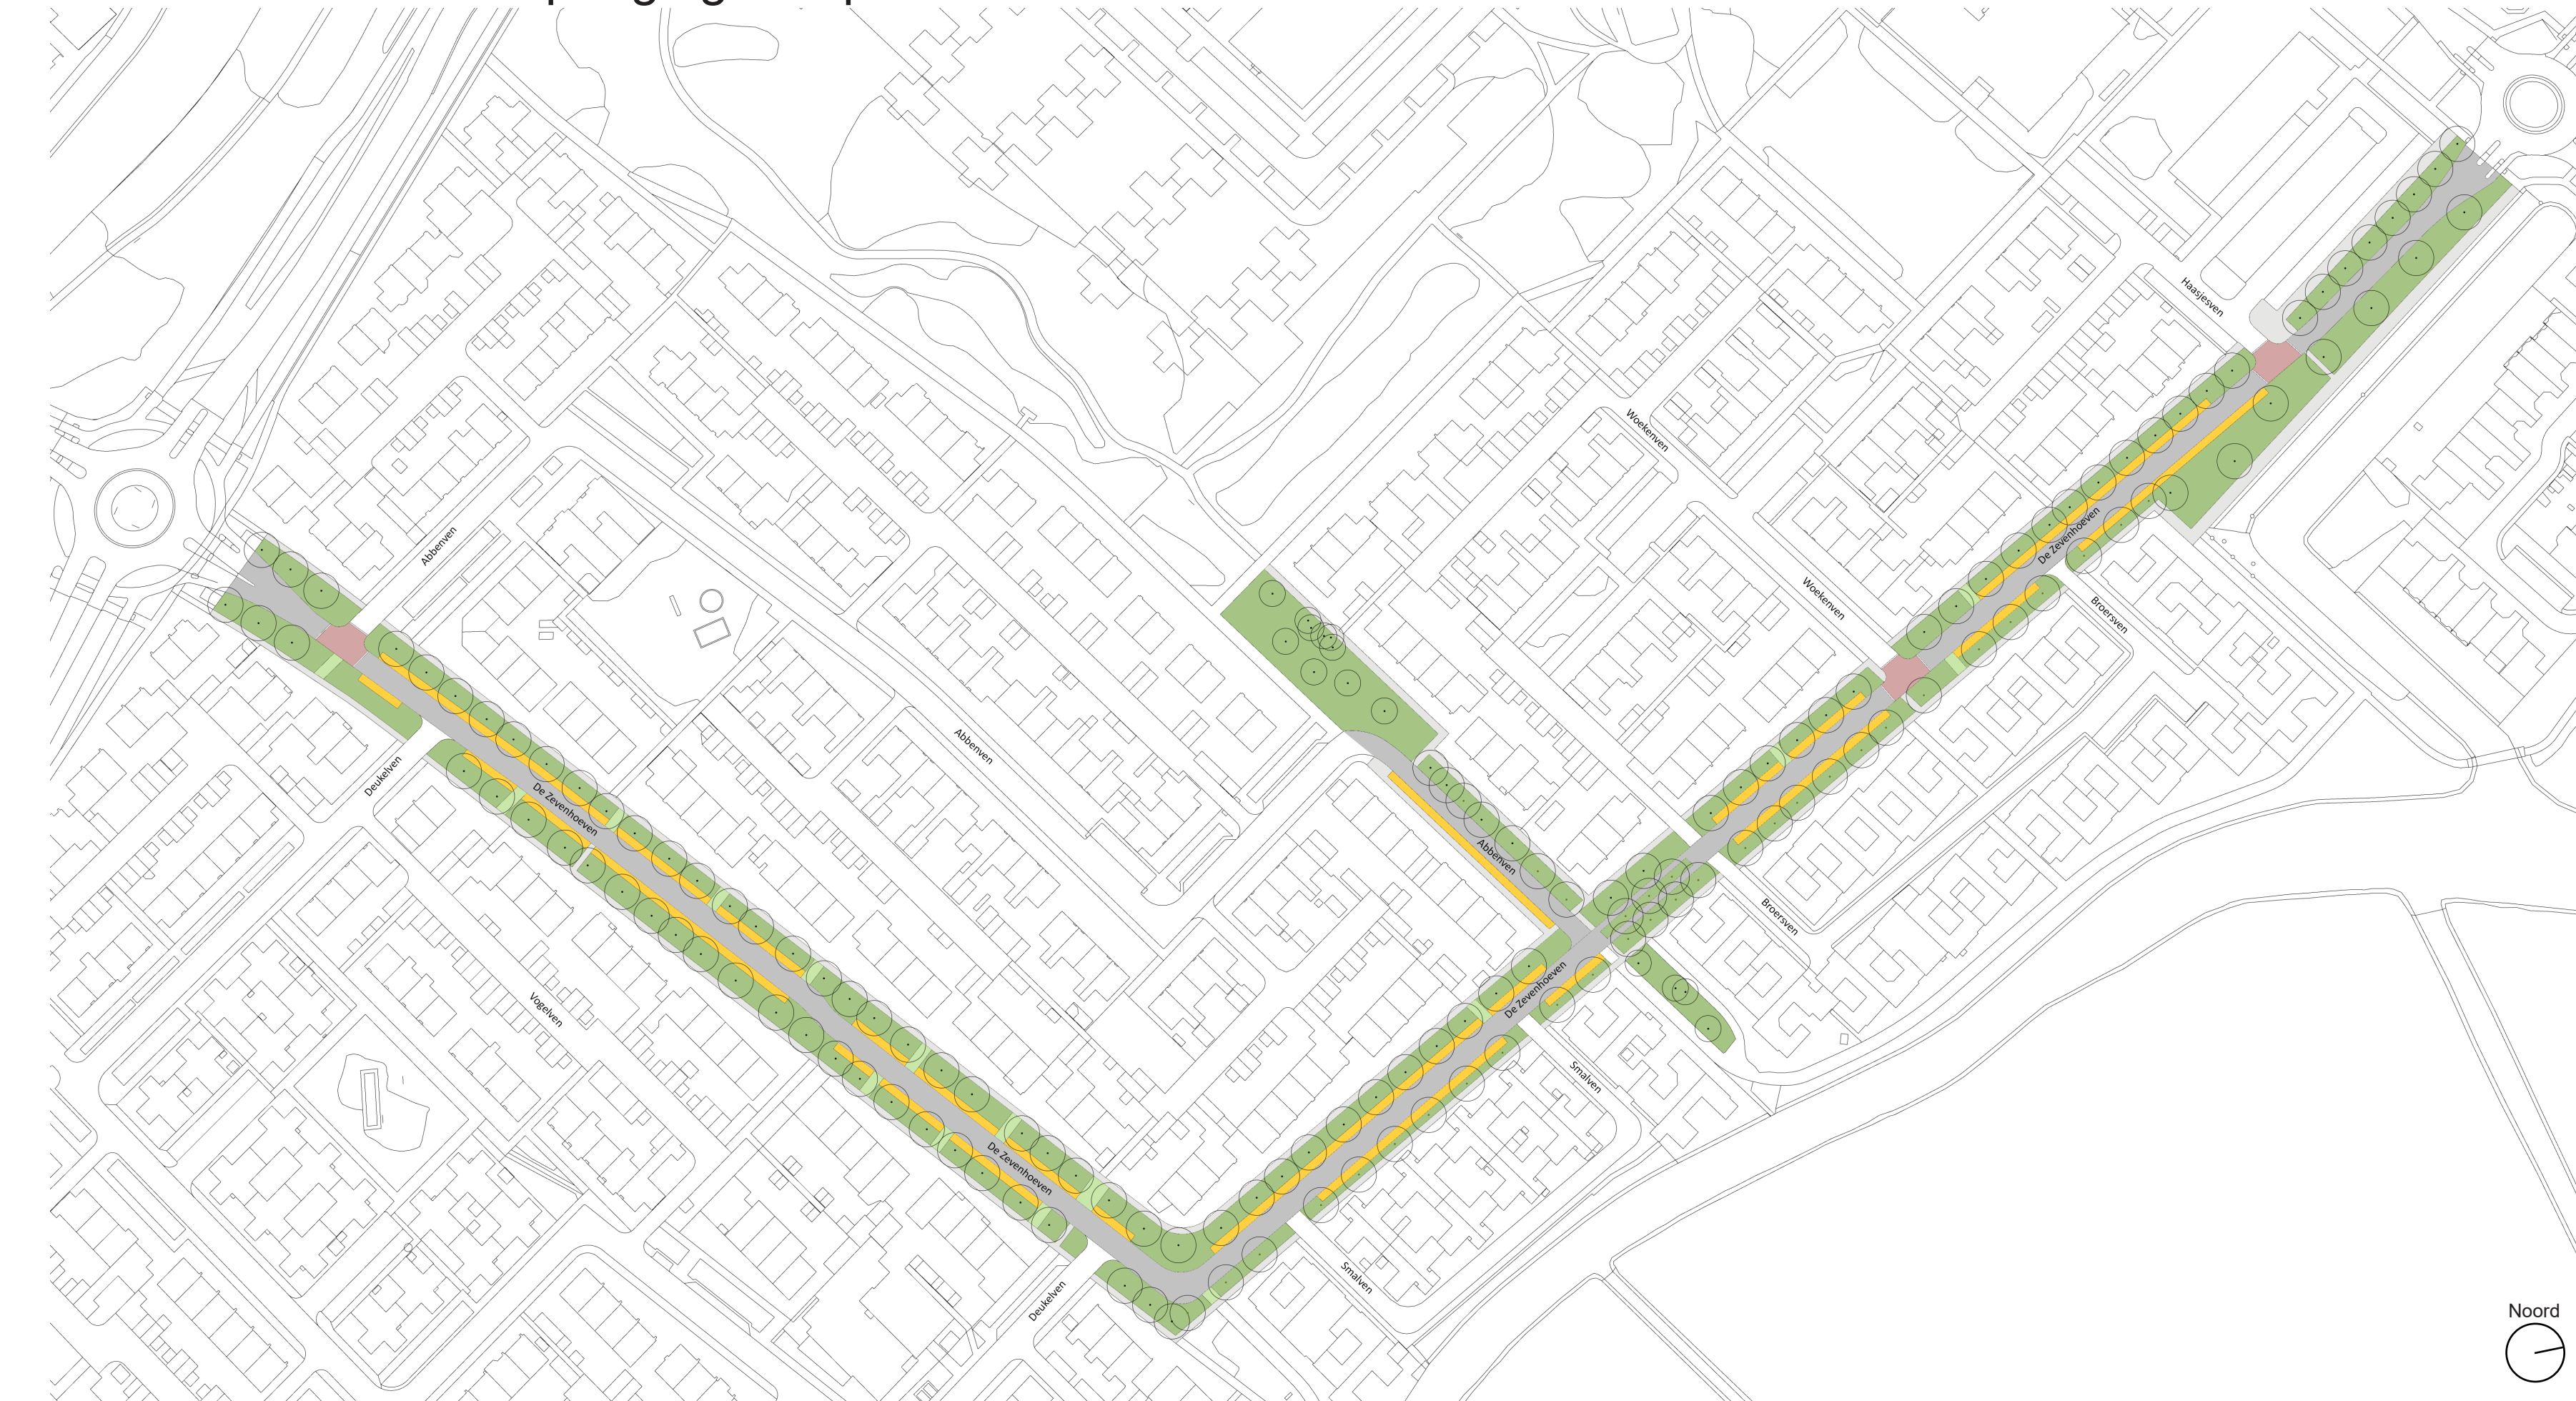 Haasjesven
Woekenven
Abbenven
De Zevenhoeven
Woekenven
Broersven
Abbenven
Deukelven
De Zevenhoeven
Abbenven
Broersven
Vogelven
De Zevenhoeven
Smalven
De Zevenhoeven
Smalven
Deukelven
Noord